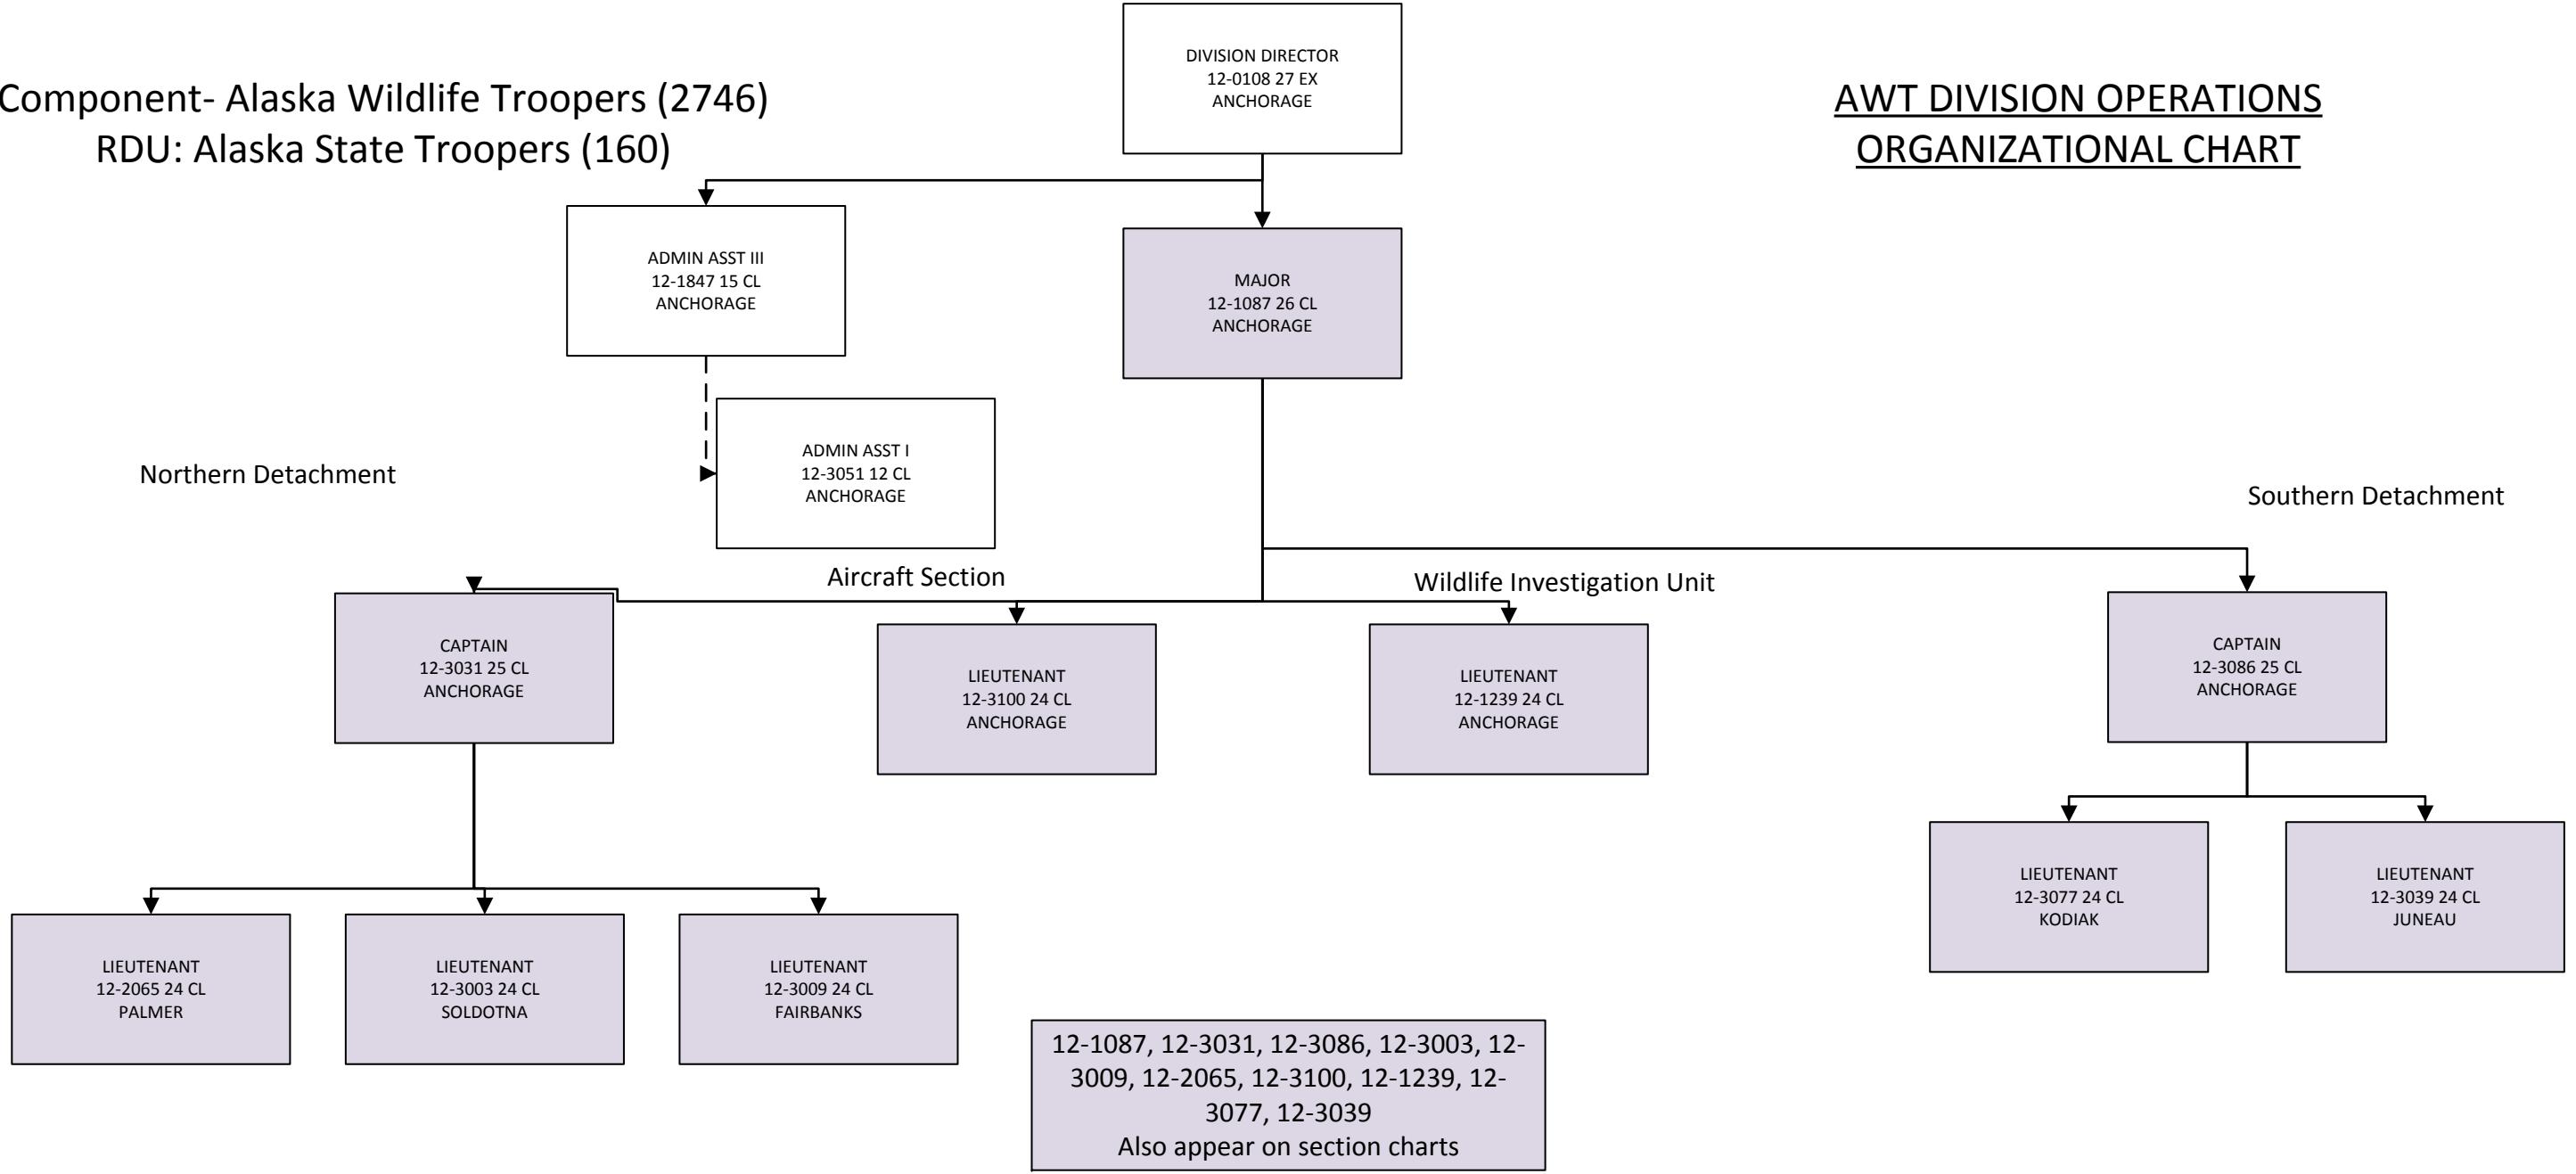 DIVISION DIRECTOR
12-0108 27 EX
ANCHORAGE
Component- Alaska Wildlife Troopers (2746)
RDU: Alaska State Troopers (160)
AWT DIVISION OPERATIONS
ORGANIZATIONAL CHART
ADMIN ASST III
12-1847 15 CL
ANCHORAGE
MAJOR
12-1087 26 CL
ANCHORAGE
ADMIN ASST I
12-3051 12 CL
ANCHORAGE
Northern Detachment
Southern Detachment
Aircraft Section
Wildlife Investigation Unit
CAPTAIN
12-3031 25 CL
ANCHORAGE
LIEUTENANT
12-3100 24 CL
ANCHORAGE
LIEUTENANT
12-1239 24 CL
ANCHORAGE
CAPTAIN
12-3086 25 CL
ANCHORAGE
LIEUTENANT
12-3077 24 CL
KODIAK
LIEUTENANT
12-3039 24 CL
JUNEAU
LIEUTENANT
12-2065 24 CL
PALMER
LIEUTENANT
12-3003 24 CL
SOLDOTNA
LIEUTENANT
12-3009 24 CL
FAIRBANKS
12-1087, 12-3031, 12-3086, 12-3003, 12-
3009, 12-2065, 12-3100, 12-1239, 12-
3077, 12-3039
Also appear on section charts